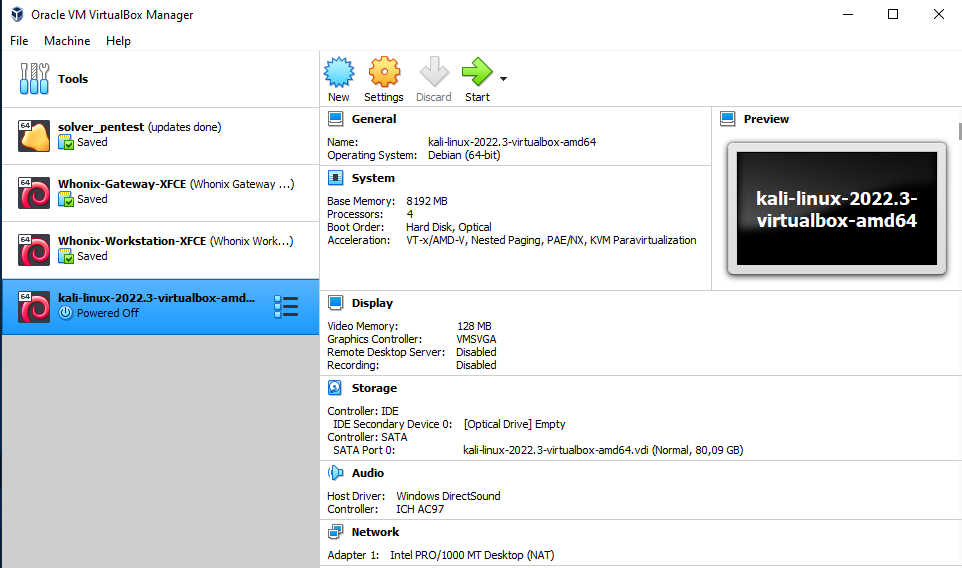 Oracle VM VirtualBox Manager
File Machine Help
Tools
64
solver_pentest (updates done)
Saved
64
Whonix-Gateway-XFCE (Whonix Gateway ...)
Saved
64
Whonix-Workstation-XFCE (Whonix Work...)
Saved
64
kali-linux-2022.3-virtualbox-amd...
Powered Off
New Settings Discard Start
General
Name: kali-linux-2022.3-virtualbox-amd64
Operating System: Debian (64-bit)
System
Base Memory: 8192 MB
Processors: 4
Boot Order: Hard Disk, Optical
Acceleration: VT-x/AMD-V, Nested Paging, PAE/NX, KVM Paravirtualization
Preview
kali-linux-2022.3-
virtualbox-amd64
Display
Video Memory: 128 MB
Graphics Controller: VMSVGA
Remote Desktop Server: Disabled
Recording: Disabled
Storage
Controller: IDE
IDE Secondary Device 0: [Optical Drive] Empty
Controller: SATA
SATA Port 0: kali-linux-2022.3-virtualbox-amd64.vdi (Normal, 80,09 GB)
Audio
Host Driver: Windows DirectSound
Controller: ICH AC97
Network
Adapter 1: Intel PRO/1000 MT Desktop (NAT)